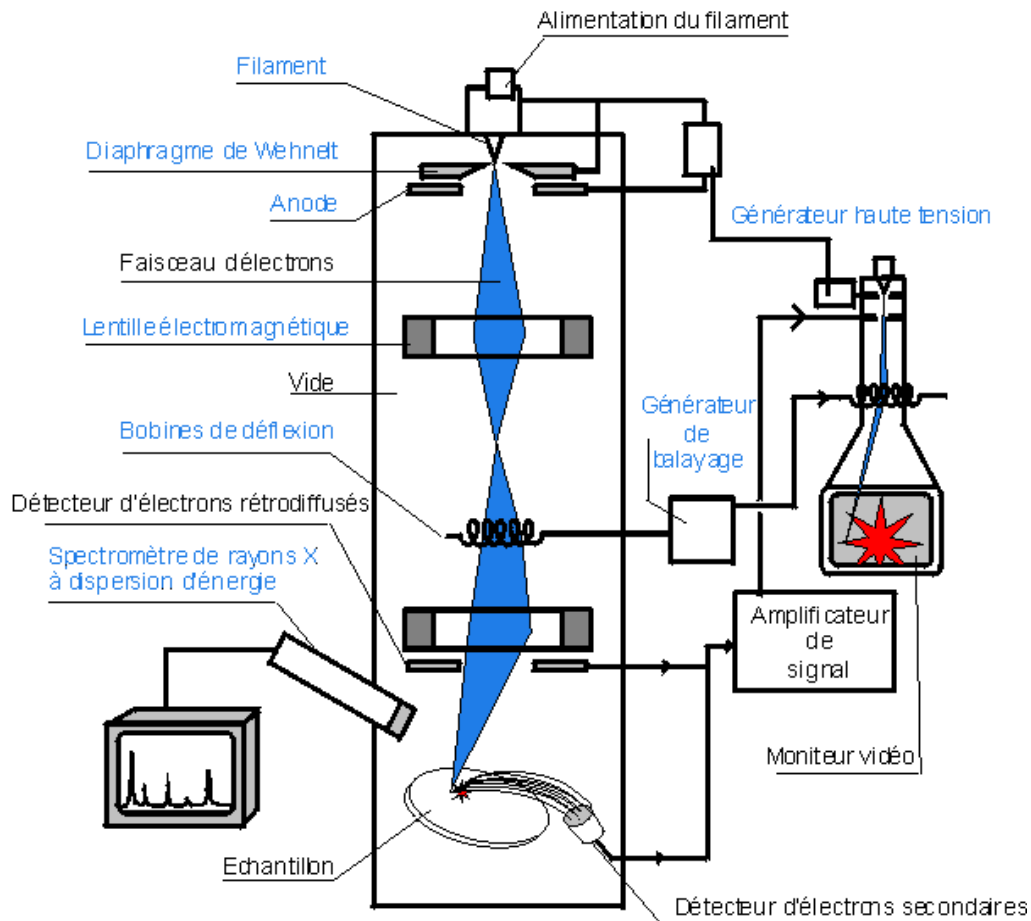 Alimentation du filament
Filament
Diaphragme de Wehnelt
Anode
Générateur haute tension
Faisceau délectrons
Lentille électromagnétique
Vide
Générateur
de
balayage
Bobines de déflexion
Détecteur d'électrons rétrodiffusés
Spectromètre de rayons X
à dispersion d'énergie
Amplificateur
de
signal
Moniteur vidéo
Echantillon
Détecteur d'électrons secondaires